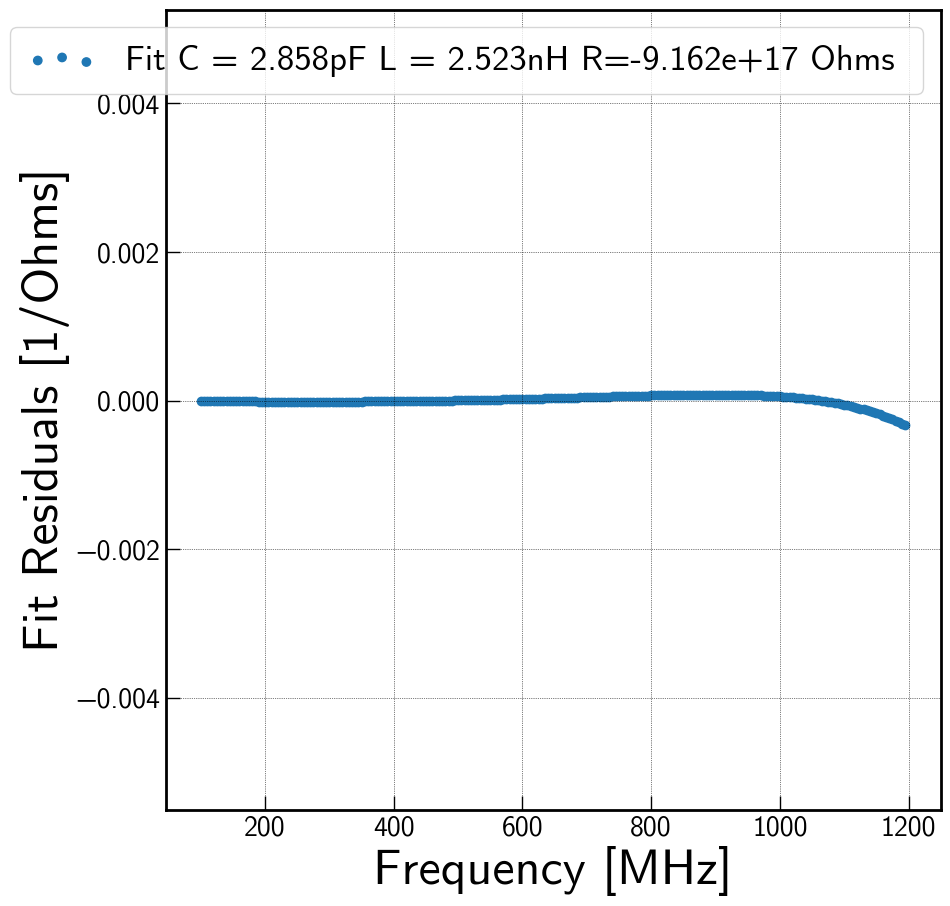 Fit C = 2.858pF L = 2.523nH R=-9.162e+17 Ohms
0.004
0.002
0.000
−0.002
−0.004
Fit Residuals [1/Ohms]
200 400 600 800 1000 1200
Frequency [MHz]